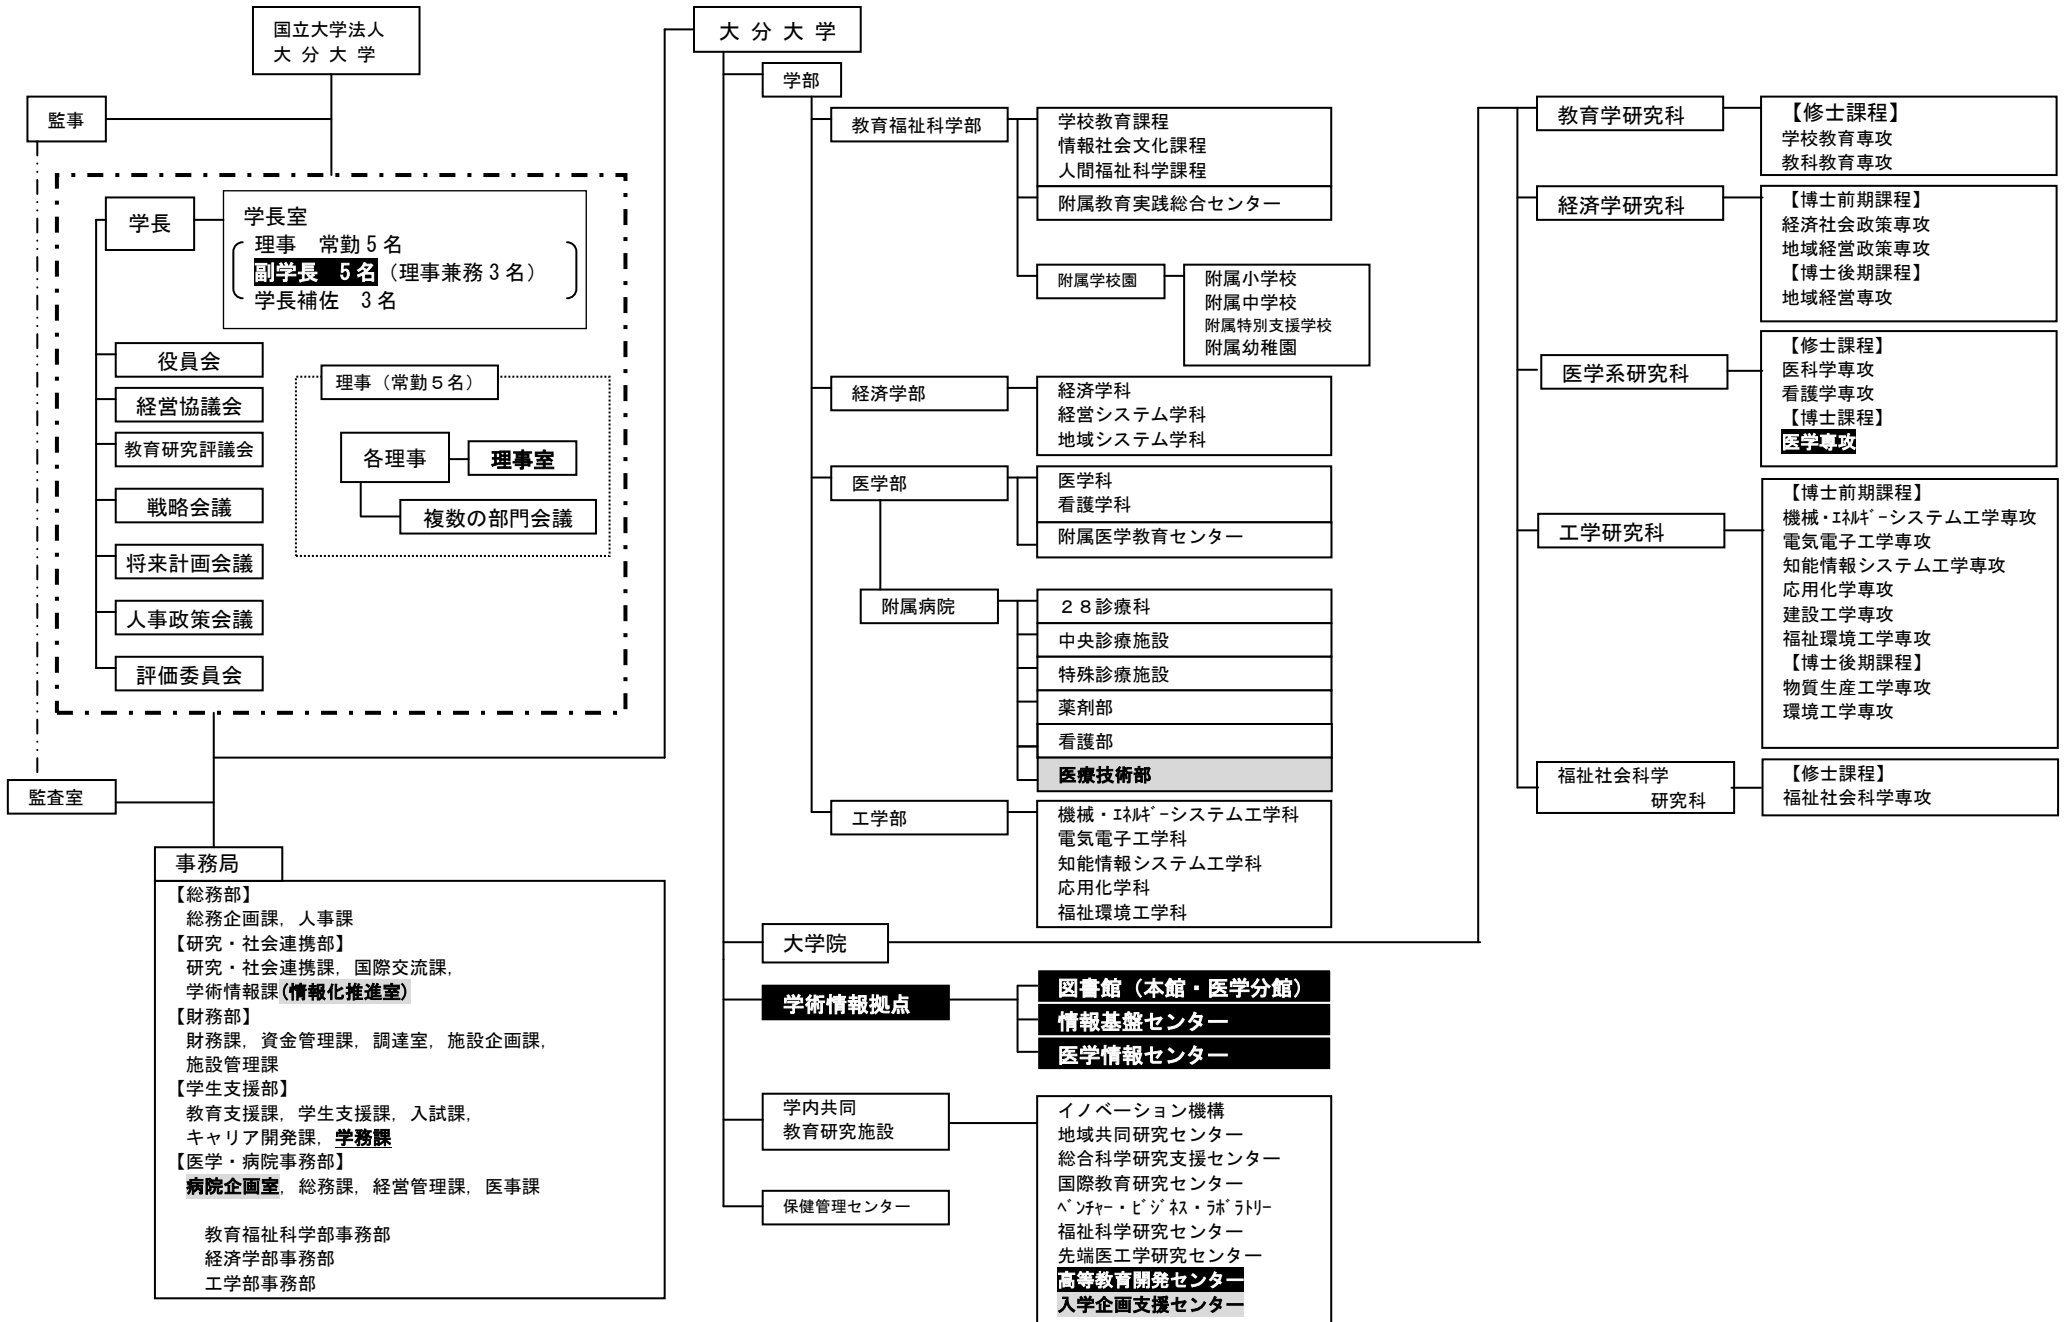 国立大学法人
大 分 大 学
監事
学長
学長室
理事　常勤５名
副学長　５名（理事兼務３名）
学長補佐　３名
役員会
経営協議会
教育研究評議会
戦略会議
将来計画会議
人事政策会議
評価委員会
理事（常勤５名）
各理事
理事室
複数の部門会議
監査室
事務局
【総務部】
総務企画課，人事課
【研究・社会連携部】
研究・社会連携課，国際交流課，
学術情報課(情報化推進室)
【財務部】
財務課，資金管理課，調達室，施設企画課，
施設管理課
【学生支援部】
教育支援課，学生支援課，入試課，
キャリア開発課，学務課
【医学・病院事務部】
病院企画室，総務課，経営管理課，医事課
教育福祉科学部事務部
経済学部事務部
工学部事務部
大 分 大 学
学部
教育福祉科学部
学校教育課程
情報社会文化課程
人間福祉科学課程
附属教育実践総合センター
附属学校園
附属小学校
附属中学校
附属特別支援学校
附属幼稚園
経済学部
経済学科
経営システム学科
地域システム学科
医学部
医学科
看護学科
附属医学教育センター
附属病院
２８診療科
中央診療施設
特殊診療施設
薬剤部
看護部
医療技術部
工学部
機械・ｴﾈﾙｷﾞｰシステム工学科
電気電子工学科
知能情報システム工学科
応用化学科
福祉環境工学科
大学院
学術情報拠点
図書館（本館・医学分館）
情報基盤センター
医学情報センター
学内共同
教育研究施設
イノベーション機構
地域共同研究センター
総合科学研究支援センター
国際教育研究センター
ﾍﾞﾝﾁｬｰ・ﾋﾞｼﾞﾈｽ・ﾗﾎﾞﾗﾄﾘｰ
福祉科学研究センター
先端医工学研究センター
高等教育開発センター
入学企画支援センター
保健管理センター
教育学研究科
【修士課程】
学校教育専攻
教科教育専攻
経済学研究科
【博士前期課程】
経済社会政策専攻
地域経営政策専攻
【博士後期課程】
地域経営専攻
医学系研究科
【修士課程】
医科学専攻
看護学専攻
【博士課程】
医学専攻
工学研究科
【博士前期課程】
機械・ｴﾈﾙｷﾞｰシステム工学専攻
電気電子工学専攻
知能情報システム工学専攻
応用化学専攻
建設工学専攻
福祉環境工学専攻
【博士後期課程】
物質生産工学専攻
環境工学専攻
福祉社会科学
研究科
【修士課程】
福祉社会科学専攻